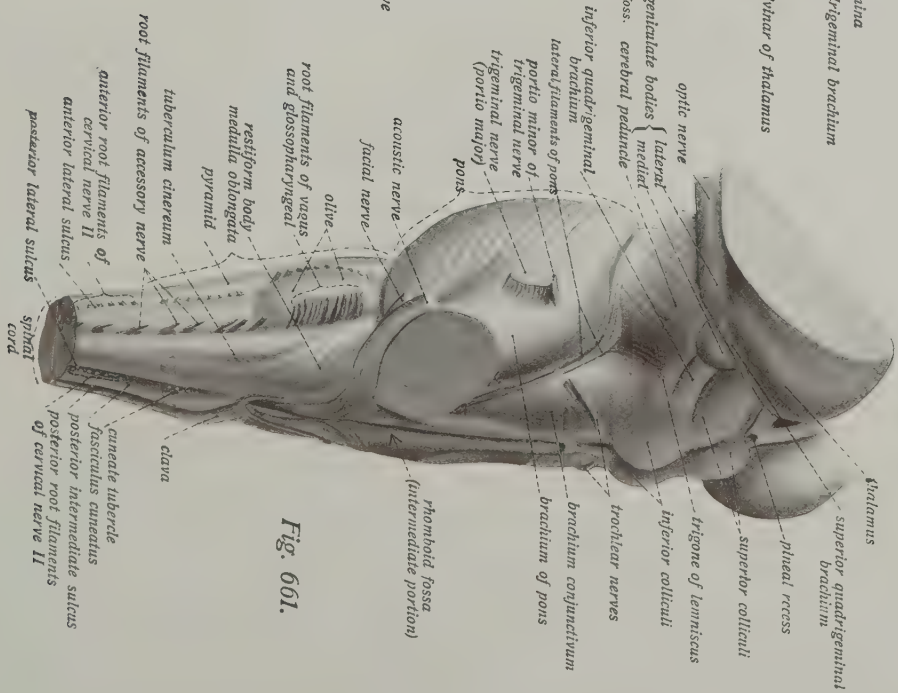 mina
drigeminal brachium
vinar of thalamus
oss.
geniculate bodies { lateral
medial
optic nerve
cerebral peduncle
inferior quadrigeminal
brachium
lateral filaments of pons
portio minor of
trigeminal nerve
trigeminal nerve
(portio major)
pons
acoustic nerve
facial nerve
olive
root filaments of vagus
and glossopharyngeal
restiform body
medulla oblongata
pyramid
tuberculum cinereum
root filaments of accessory nerve
anterior root filaments of
cervical nerve II
anterior lateral sulcus
posterior lateral sulcus
spinal
cord
thalamus
superior quadrigeminal
brachium
pineal recess
superior colliculi
trigone of lemniscus
inferior colliculi
trochlear nerves
brachium conjunctivum
brachium of pons
rhomboid fossa
(intermediate portion)
Fig. 661.
clava
cuneate tubercle
fasciculus cuneatus
posterior intermediate sulcus
posterior root filaments
of cervical nerve II